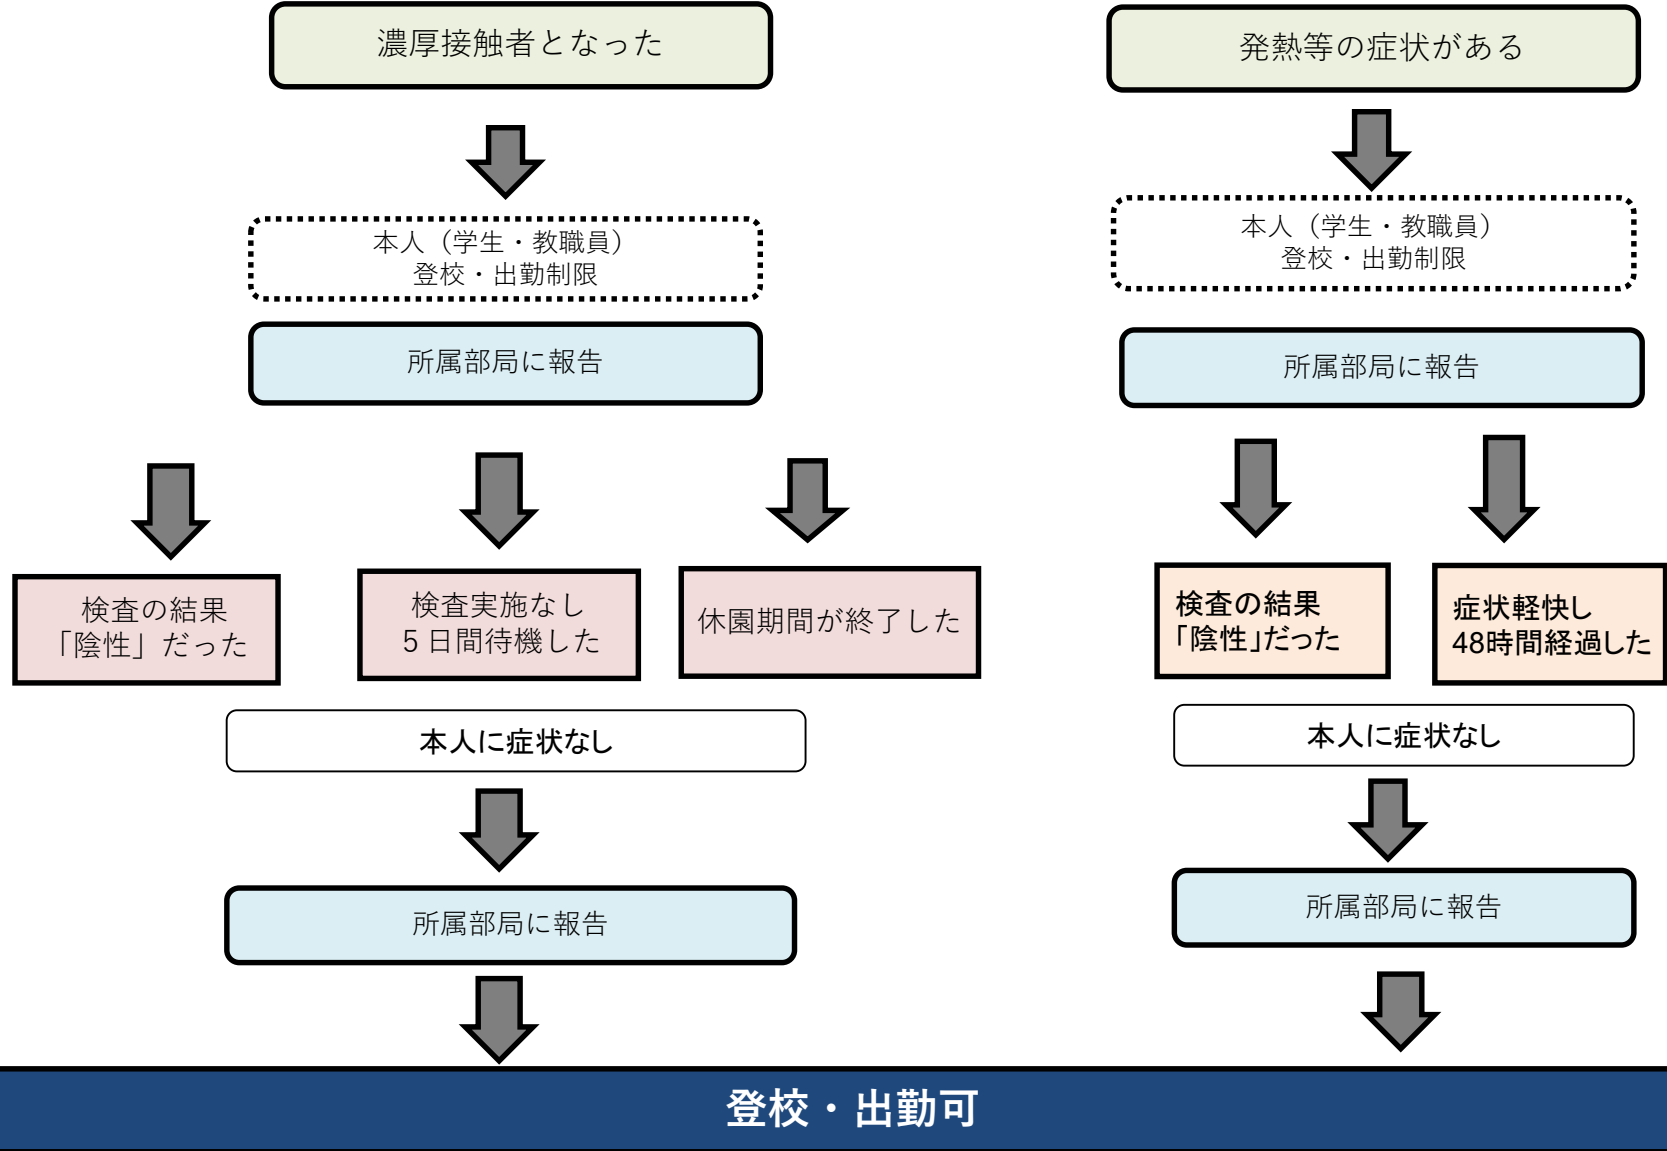 濃厚接触者となった
本人（学生・教職員）
登校・出勤制限
所属部局に報告
検査の結果
「陰性」だった
検査実施なし
５日間待機した
休園期間が終了した
本人に症状なし
所属部局に報告
発熱等の症状がある
本人（学生・教職員）
登校・出勤制限
所属部局に報告
検査の結果
「陰性」だった
症状軽快し
48時間経過した
本人に症状なし
所属部局に報告
登校・出勤可